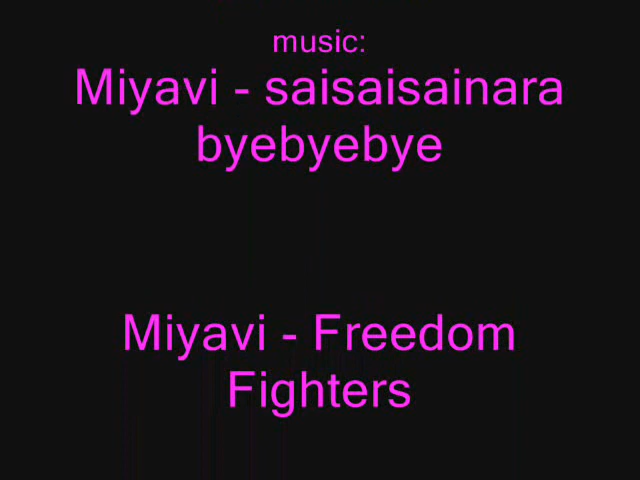 music:
Miyavi - saisaisainara
byebyebye
Miyavi - Freedom
Fighters